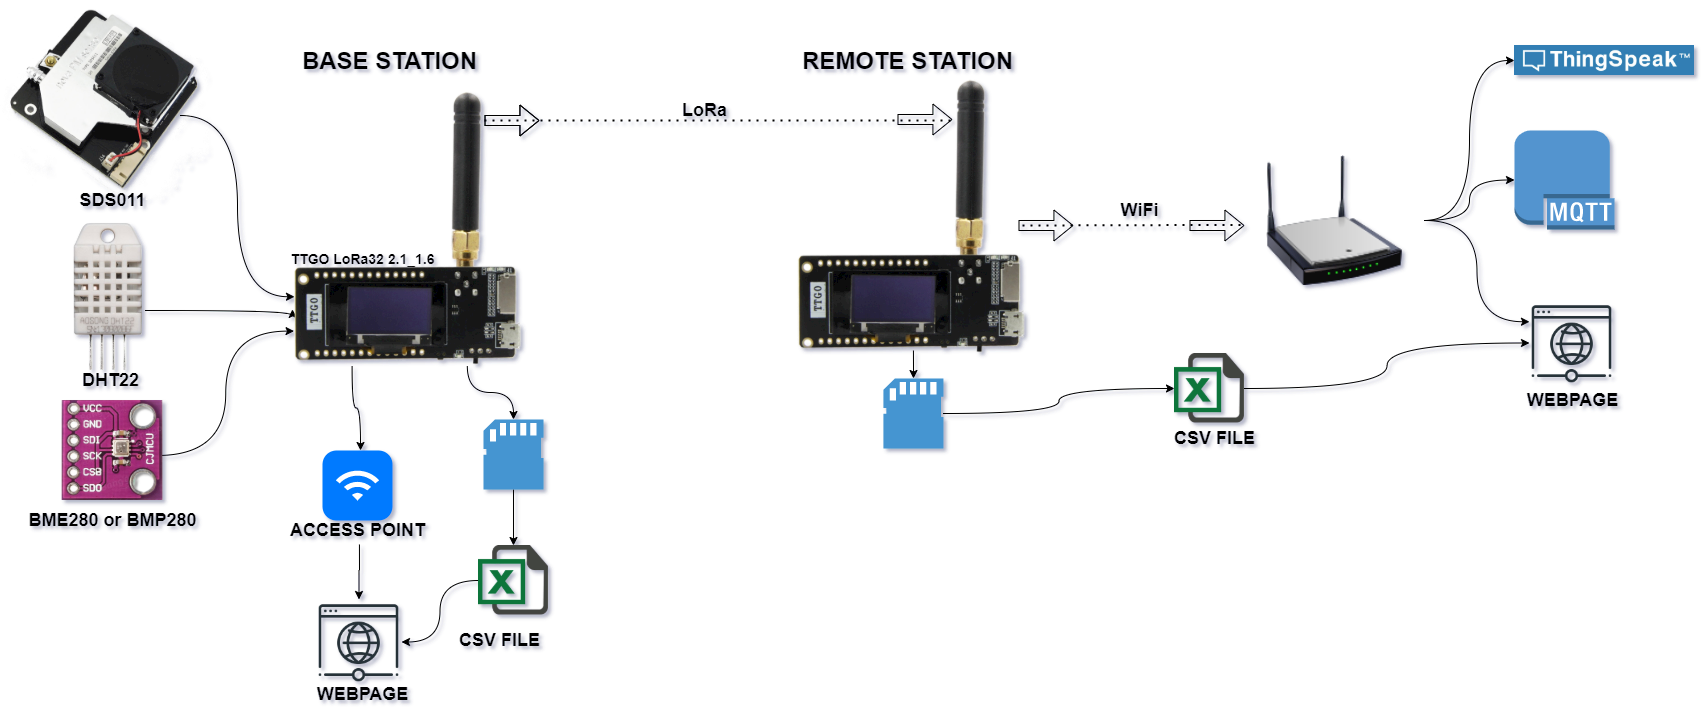 BASE STATION
REMOTE STATION
ThingSpeak™
LoRa
SDS011
WiFi
MQTT
TTGO LoRa32 2.1_1.6
TTGO
TTGO
DHT22
VCC
GND
SDI
SCK
CSB
SDO
CJMCU
BME280 or BMP280
ACCESS POINT
CSV FILE
WEBPAGE
CSV FILE
WEBPAGE